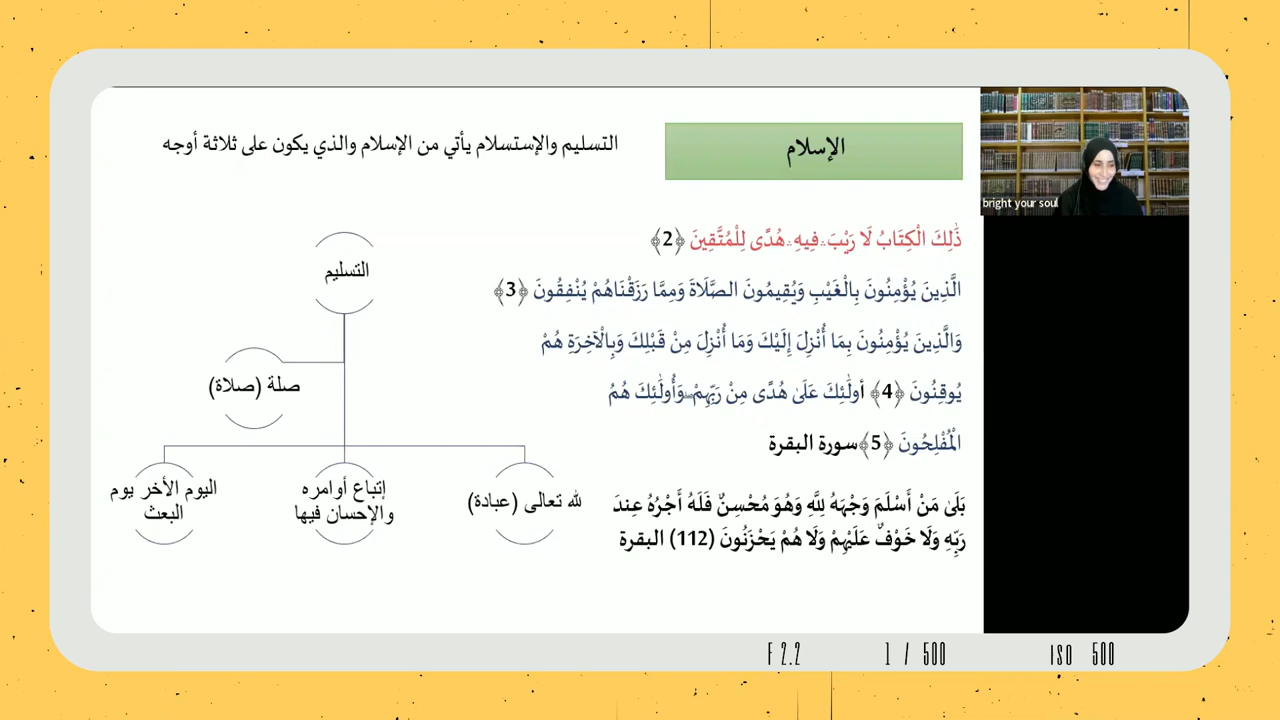 الإسلام
التسليم والإستسلام يأتي من الإسلام والذي يكون على ثلاثة أوجه
bright your soul
ذَٰلِكَ الْكِتَابُ لَا رَيْبَ ۛ فِيهِ ۛ هُدًى لِلْمُتَّقِينَ ﴿2﴾
الَّذِينَ يُؤْمِنُونَ بِالْغَيْبِ وَيُقِيمُونَ الصَّلَاةَ وَمِمَّا رَزَقْنَاهُمْ يُنْفِقُونَ ﴿3﴾
وَالَّذِينَ يُؤْمِنُونَ بِمَا أُنْزِلَ إِلَيْكَ وَمَا أُنْزِلَ مِنْ قَبْلِكَ وَبِالْآخِرَةِ هُمْ
يُوقِنُونَ ﴿4﴾ أولَٰئِكَ عَلَىٰ هُدًى مِنْ رَبِّهِمْ ۖ وَأُولَٰئِكَ هُمُ
الْمُفْلِحُونَ ﴿5﴾سورة البقرة
بَلَىٰ مَنْ أَسْلَمَ وَجْهَهُ لِلَّهِ وَهُوَ مُحْسِنٌ فَلَهُ أَجْرُهُ عِندَ
رَبِّهِ وَلَا خَوْفٌ عَلَيْهِمْ وَلَا هُمْ يَحْزَنُونَ (112) البقرة
التسليم
صلة (صلاة)
لله تعالى (عبادة)
إتباع أوامره
والإحسان فيها
اليوم الأخر يوم
البعث
F 2.2 1 / 500 ISO 500